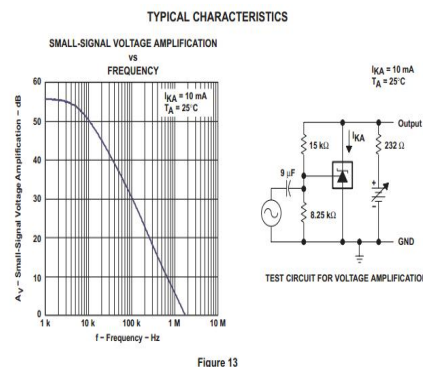 TYPICAL CHARACTERISTICS
SMALL-SIGNAL VOLTAGE AMPLIFICATION
vs
FREQUENCY
IKA = 10 mA
TA = 25°C
60
50
40
30
20
10
0
AV – Small-Signal Voltage Amplification – dB
1 k
10 k
100 k
1 M
10 M
f – Frequency – Hz
IKA = 10 mA
TA = 25°C
Output
IKA
15 kΩ
232 Ω
9 μF
+
–
8.25 kΩ
GND
TEST CIRCUIT FOR VOLTAGE AMPLIFICATION
Figure 13